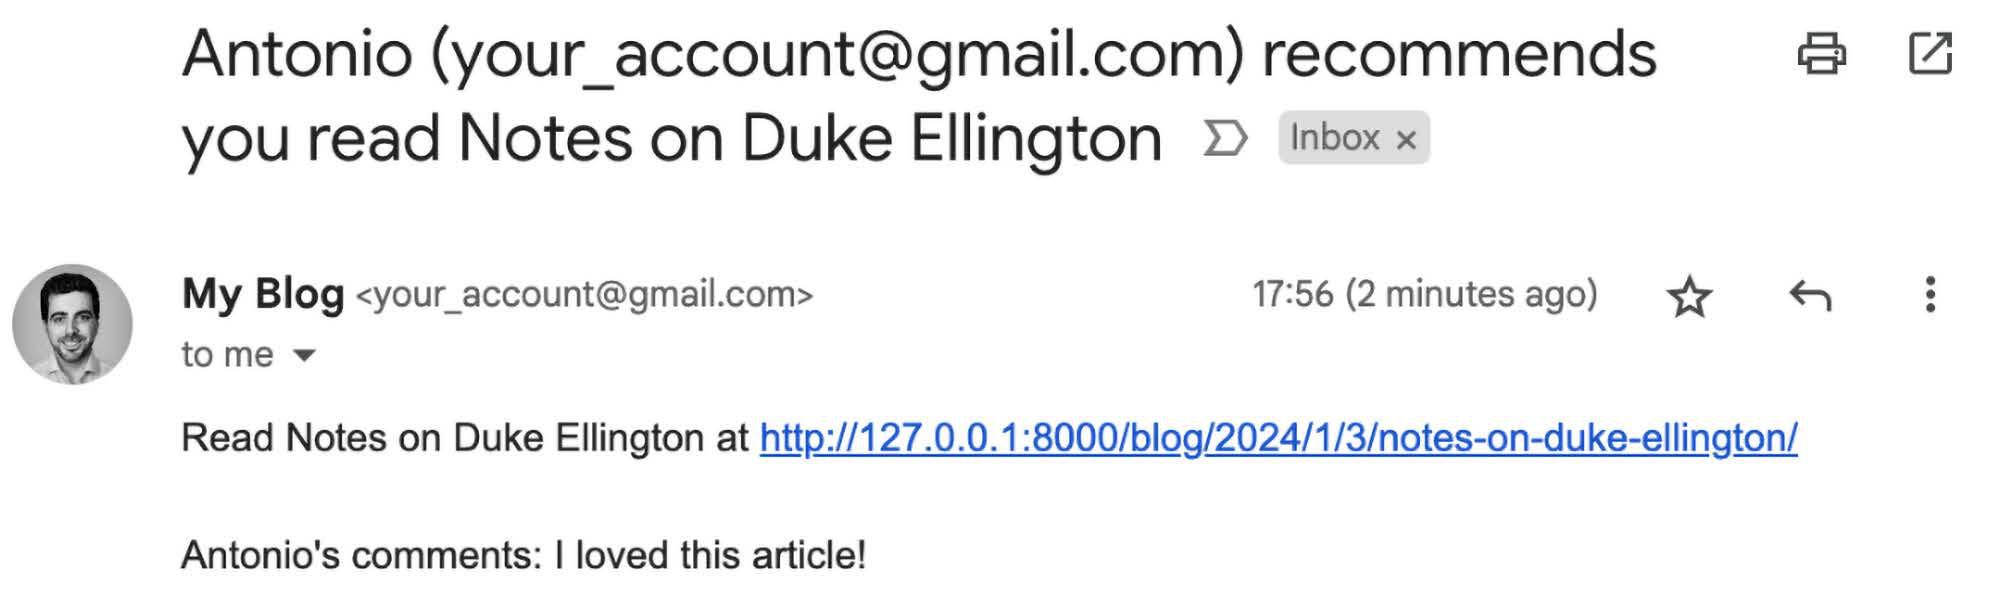 Antonio (your_account@gmail.com) recommends
you read Notes on Duke Ellington Inbox ×
My Blog <your_account@gmail.com> 17:56 (2 minutes ago)
to me
Read Notes on Duke Ellington at http://127.0.0.1:8000/blog/2024/1/3/notes-on-duke-ellington/
Antonio's comments: I loved this article!